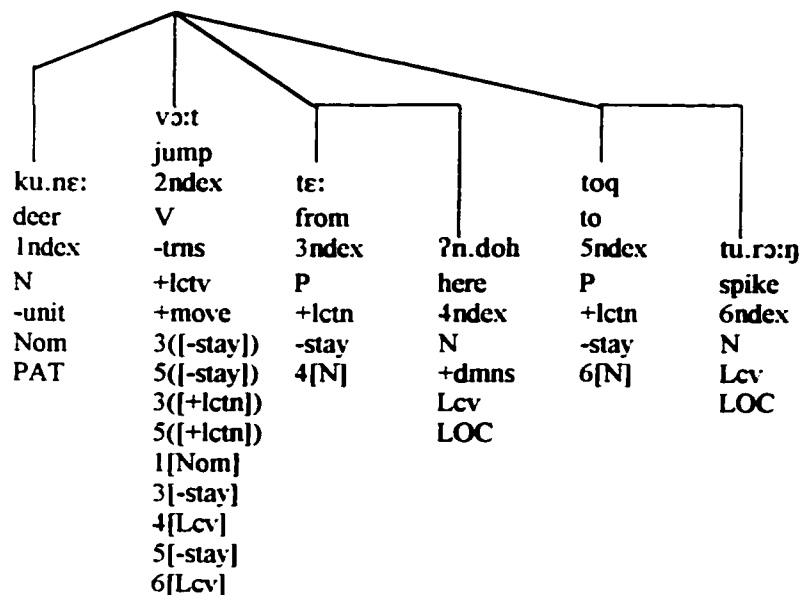 ku.nɛ:
deer
1ndex
N
-unit
Nom
PAT
vɔ:t
jump
2ndex
V
-trns
+lctv
+move
3([-stay])
5([-stay])
3([+lctn])
5([+lctn])
1[Nom]
3[-stay]
4[Lcv]
5[-stay]
6[Lcv]
tɛ:
from
3ndex
P
+lctn
-stay
4[N]
ʔn.doh
here
4ndex
N
+dmns
Lcv
LOC
toq
to
5ndex
P
+lctn
-stay
6[N]
tu.rɔ:ŋ
spike
6ndex
N
Lcv
LOC